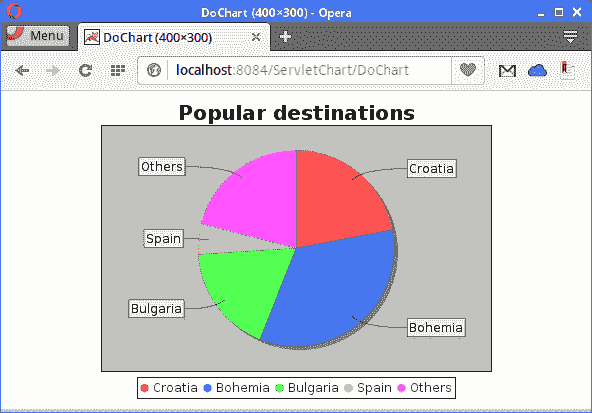 DoChart (400×300) - Opera
Menu
DoChart (400×300)
localhost:8084/ServletChart/DoChart
Popular destinations
Others
Croatia
Spain
Bulgaria
Bohemia
Croatia Bohemia Bulgaria Spain Others